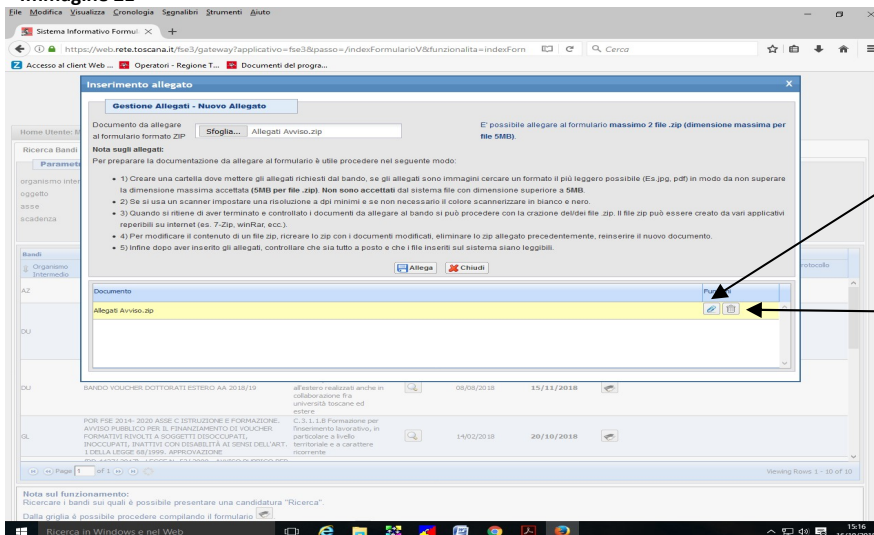 File Modifica Visualizza Cronologia Segnalibri Strumenti Aiuto
Sistema Informativo Formul
https://web.rete.toscana.it/fse3/gateway?applicativo=fse3&passo=/indexFormularioV&funzionalita=indexForn
Cerca
Accesso al client Web ... Operatori - Regione T... Documenti del progra...
Inserimento allegato X
Gestione Allegati - Nuovo Allegato
Documento da allegare
al formulario formato ZIP
Sfoglia... Allegati Avviso.zip
E' possibile allegare al formulario massimo 2 file .zip (dimensione massima per
file 5MB).
Nota sugli allegati:
Per preparare la documentazione da allegare al formulario è utile procedere nel seguente modo:
• 1) Creare una cartella dove mettere gli allegati richiesti dal bando, se gli allegati sono immagini cercare un formato il più leggero possibile (Es.jpg, pdf) in modo da non superare
la dimensione massima accettata (5MB per file .zip). Non sono accettati dal sistema file con dimensione superiore a 5MB.
• 2) Se si usa un scanner impostare una risoluzione a dpi minimi e se non necessario il colore scannerizzare in bianco e nero.
• 3) Quando si ritiene di aver terminato e controllato i documenti da allegare al bando si può procedere con la crazione del/dei file .zip. Il file zip può essere creato da vari applicativi
reperibili su internet (es. 7-Zip, winRar, ecc.).
• 4) Per modificare il contenuto di un file zip, ricreare lo zip con i documenti modificati, eliminare lo zip allegato precedentemente, reinserire il nuovo documento.
• 5) Infine dopo aver inserito gli allegati, controllare che sia tutto a posto e che i file inseriti sul sistema siano leggibili.
Allega Chiudi
Documento
Allegati Avviso.zip
Home Utente:
Ricerca Bandi
oggetto
asse
scadenza
Bandi
Organismo
Intermedio
AZ
DU
DU
BANDO VOUCHER DOTTORATI ESTERO AA 2018/19
all'estero realizzati anche in
collaborazione fra
università toscane ed
estere
08/08/2018 15/11/2018
GL
POR FSE 2014- 2020 ASSE C ISTRUZIONE E FORMAZIONE.
AVVISO PUBBLICO PER IL FINANZIAMENTO DI VOUCHER
FORMATIVI RIVOLTI A SOGGETTI DISOCCUPATI,
INOCCUPATI, INATTIVI CON DISABILITÀ AI SENSI DELL'ART.
1 DELLA LEGGE 68/1999. APPROVAZIONE
C.3.1.1.B Formazione per
l'inserimento lavorativo, in
particolare a livello
territoriale e a carattere
ricorrente
14/02/2018 20/10/2018
Page 1 of 1
Viewing Rows 1 - 10 of 10
Nota sul funzionamento:
Ricercare i bandi sui quali è possibile presentare una candidatura "Ricerca".
Dalla griglia é possibile procedere compilando il formulario
Ricerca in Windows e nel Web
15:16